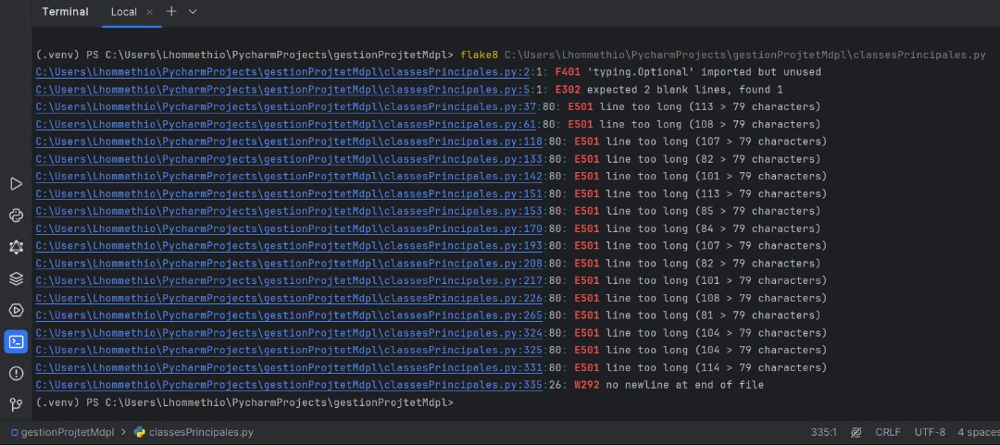 Terminal Local × +
(.venv) PS C:\Users\Lhommethio\PycharmProjects\gestionProjtetMdpl> flake8 C:\Users\Lhommethio\PycharmProjects\gestionProjtetMdpl\classesPrincipales.py
C:\Users\Lhommethio\PycharmProjects\gestionProjtetMdpl\classesPrincipales.py:2:1: F401 'typing.Optional' imported but unused
C:\Users\Lhommethio\PycharmProjects\gestionProjtetMdpl\classesPrincipales.py:5:1: E302 expected 2 blank lines, found 1
C:\Users\Lhommethio\PycharmProjects\gestionProjtetMdpl\classesPrincipales.py:37:80: E501 line too long (113 > 79 characters)
C:\Users\Lhommethio\PycharmProjects\gestionProjtetMdpl\classesPrincipales.py:61:80: E501 line too long (108 > 79 characters)
C:\Users\Lhommethio\PycharmProjects\gestionProjtetMdpl\classesPrincipales.py:118:80: E501 line too long (107 > 79 characters)
C:\Users\Lhommethio\PycharmProjects\gestionProjtetMdpl\classesPrincipales.py:133:80: E501 line too long (82 > 79 characters)
C:\Users\Lhommethio\PycharmProjects\gestionProjtetMdpl\classesPrincipales.py:142:80: E501 line too long (101 > 79 characters)
C:\Users\Lhommethio\PycharmProjects\gestionProjtetMdpl\classesPrincipales.py:151:80: E501 line too long (113 > 79 characters)
C:\Users\Lhommethio\PycharmProjects\gestionProjtetMdpl\classesPrincipales.py:153:80: E501 line too long (85 > 79 characters)
C:\Users\Lhommethio\PycharmProjects\gestionProjtetMdpl\classesPrincipales.py:170:80: E501 line too long (84 > 79 characters)
C:\Users\Lhommethio\PycharmProjects\gestionProjtetMdpl\classesPrincipales.py:193:80: E501 line too long (107 > 79 characters)
C:\Users\Lhommethio\PycharmProjects\gestionProjtetMdpl\classesPrincipales.py:208:80: E501 line too long (82 > 79 characters)
C:\Users\Lhommethio\PycharmProjects\gestionProjtetMdpl\classesPrincipales.py:217:80: E501 line too long (101 > 79 characters)
C:\Users\Lhommethio\PycharmProjects\gestionProjtetMdpl\classesPrincipales.py:226:80: E501 line too long (108 > 79 characters)
C:\Users\Lhommethio\PycharmProjects\gestionProjtetMdpl\classesPrincipales.py:265:80: E501 line too long (81 > 79 characters)
C:\Users\Lhommethio\PycharmProjects\gestionProjtetMdpl\classesPrincipales.py:324:80: E501 line too long (104 > 79 characters)
C:\Users\Lhommethio\PycharmProjects\gestionProjtetMdpl\classesPrincipales.py:325:80: E501 line too long (104 > 79 characters)
C:\Users\Lhommethio\PycharmProjects\gestionProjtetMdpl\classesPrincipales.py:331:80: E501 line too long (114 > 79 characters)
C:\Users\Lhommethio\PycharmProjects\gestionProjtetMdpl\classesPrincipales.py:335:26: W292 no newline at end of file
(.venv) PS C:\Users\Lhommethio\PycharmProjects\gestionProjtetMdpl>
gestionProjtetMdpl > classesPrincipales.py 335:1 CRLF UTF-8 4 spaces